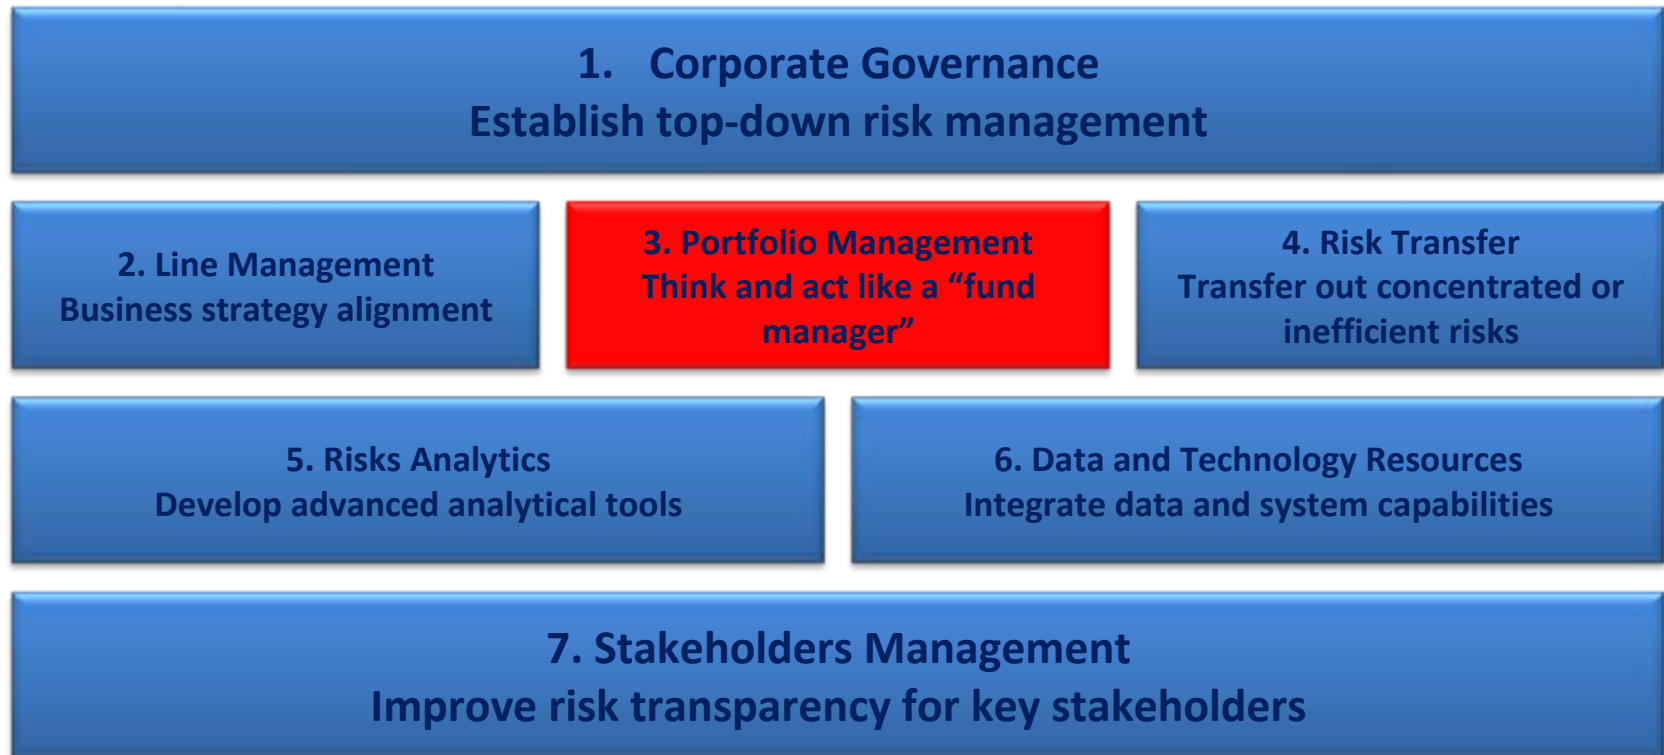 1. Corporate Governance
Establish top-down risk management
2. Line Management
Business strategy alignment
3. Portfolio Management
Think and act like a “fund
manager”
4. Risk Transfer
Transfer out concentrated or
inefficient risks
5. Risks Analytics
Develop advanced analytical tools
6. Data and Technology Resources
Integrate data and system capabilities
7. Stakeholders Management
Improve risk transparency for key stakeholders